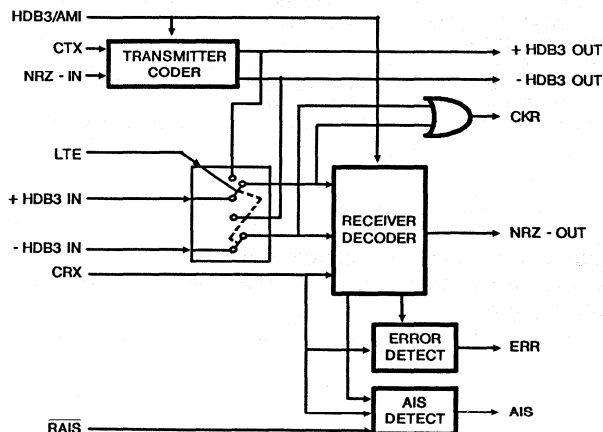 HDB3/AMI
CTX
TRANSMITTER
CODER
NRZ - IN
+ HDB3 OUT
- HDB3 OUT
CKR
LTE
+ HDB3 IN
- HDB3 IN
CRX
RECEIVER
DECODER
NRZ - OUT
ERROR
DETECT
ERR
AIS
DETECT
AIS
RAIS